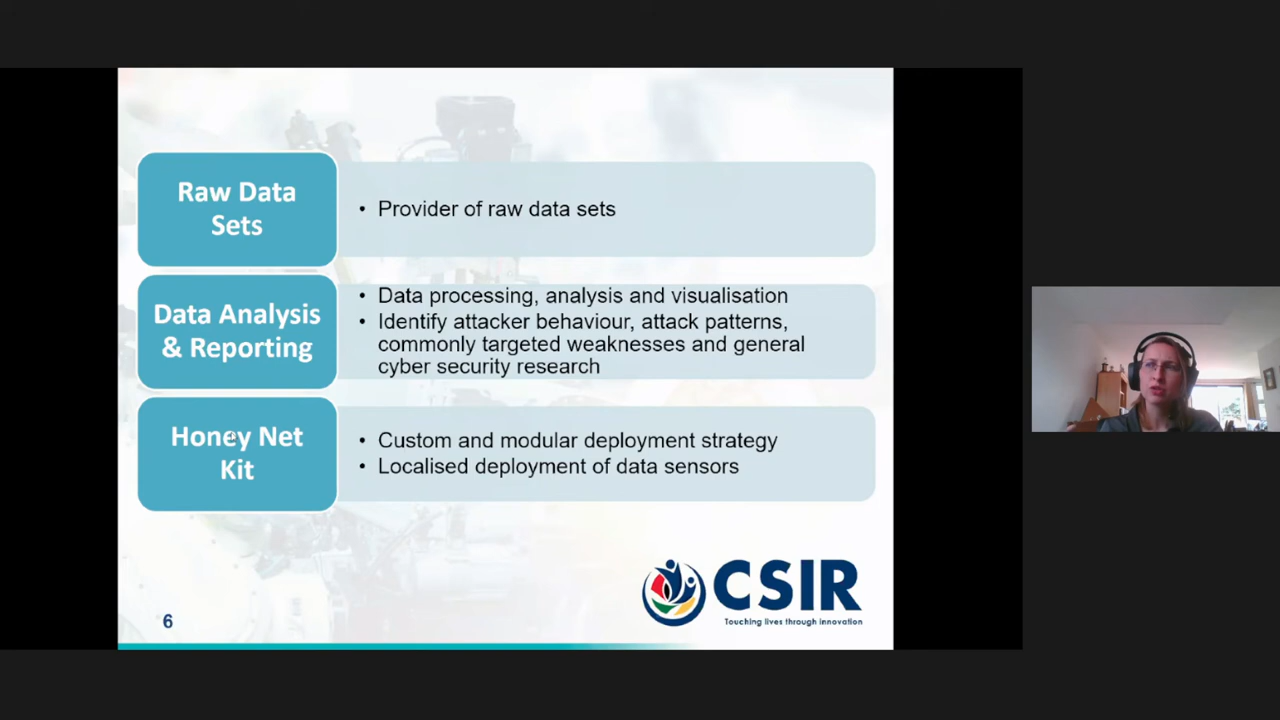 Raw Data
Sets
• Provider of raw data sets
Data Analysis
& Reporting
• Data processing, analysis and visualisation
• Identify attacker behaviour, attack patterns,
commonly targeted weaknesses and general
cyber security research
Honey Net
Kit
• Custom and modular deployment strategy
• Localised deployment of data sensors
CSIR
Touching lives through innovation
6